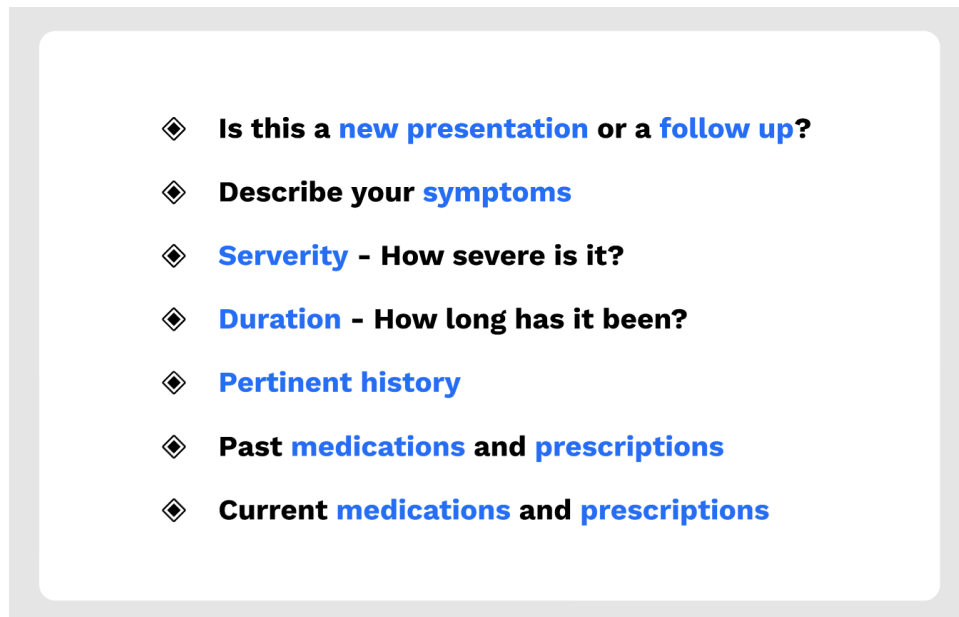 Is this a new presentation or a follow up?
Describe your symptoms
Serverity - How severe is it?
Duration - How long has it been?
Pertinent history
Past medications and prescriptions
Current medications and prescriptions